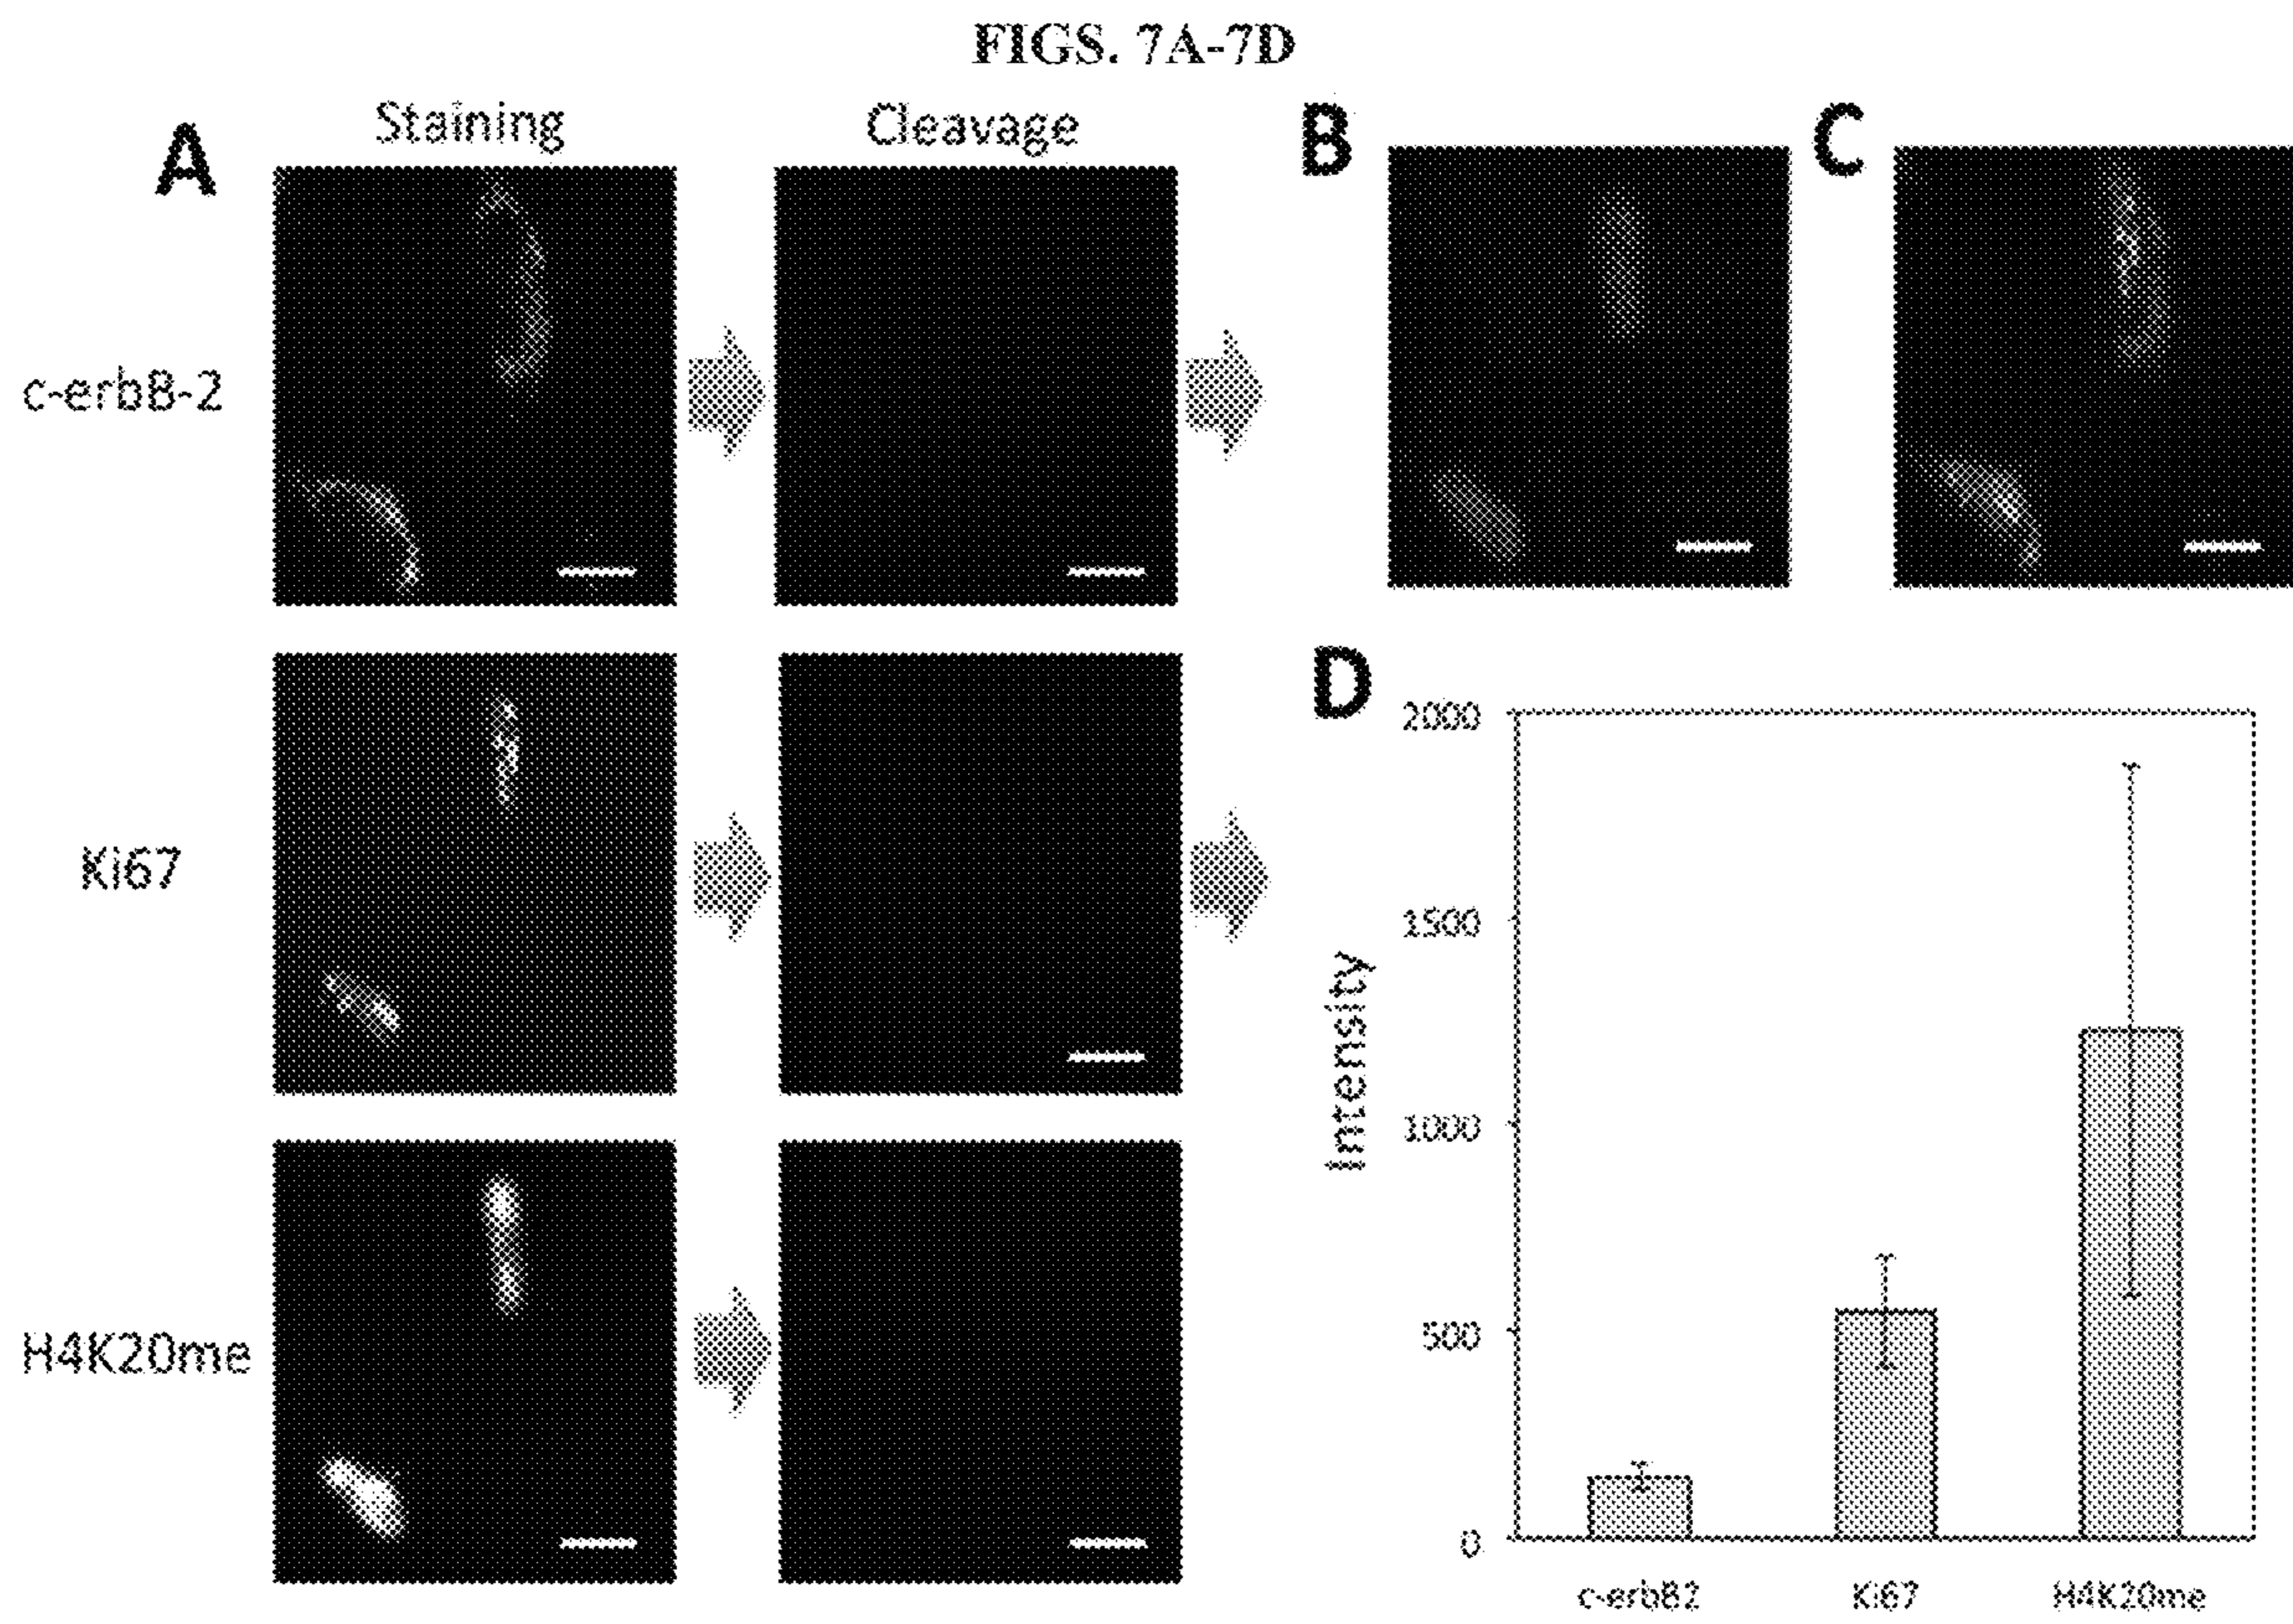 FIGS. 7A-7D
A
Staining
Cleavage
B
C
c-erbB-2
Ki67
H4K20me
D
2000
1500
1000
500
0
Intensity
c-erbB2
Ki67
H4K20me